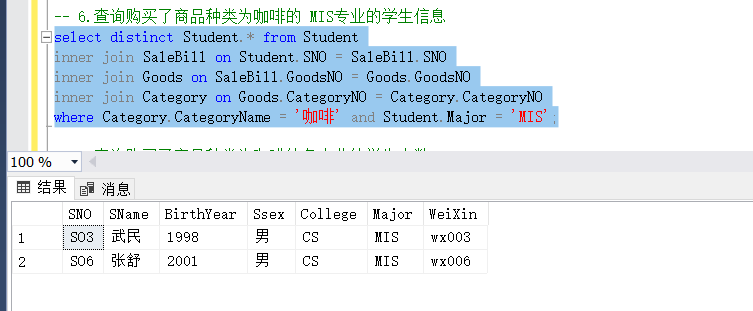 -- 6.查询购买了商品种类为咖啡的 MIS专业的学生信息
select distinct Student.* from Student
inner join SaleBill on Student.SNO = SaleBill.SNO
inner join Goods on SaleBill.GoodsNO = Goods.GoodsNO
inner join Category on Goods.CategoryNO = Category.CategoryNO
where Category.CategoryName = '咖啡' and Student.Major = 'MIS';
100 %
结果 消息
SNO SName BirthYear Ssex College Major WeiXin
1 S03 武民 1998 男 CS MIS wx003
2 S06 张舒 2001 男 CS MIS wx006